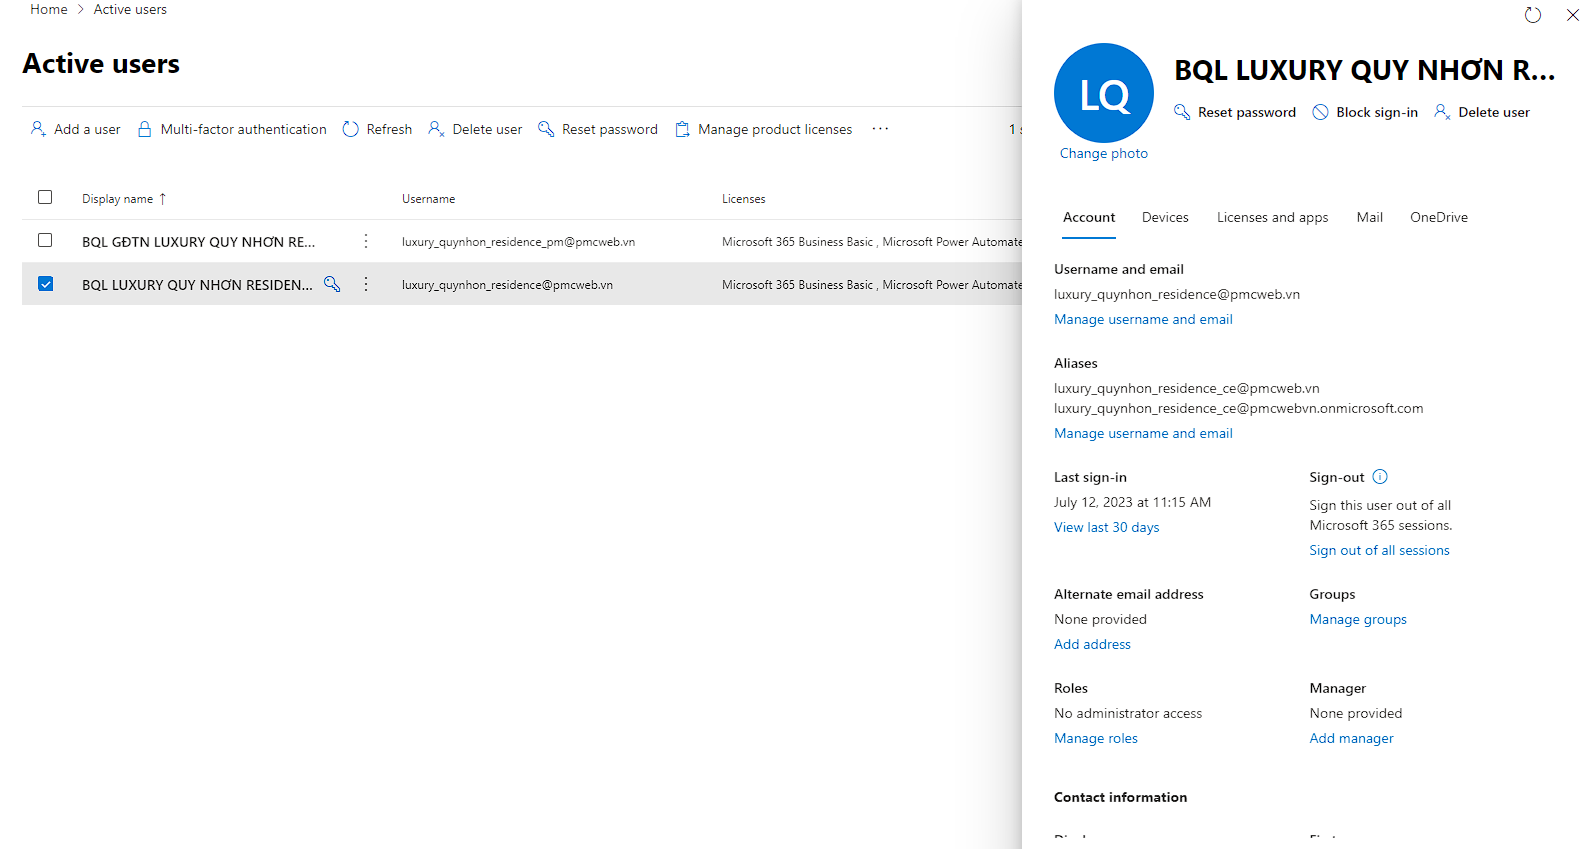 Home > Active users
Active users
Add a user Multi-factor authentication Refresh Delete user Reset password Manage product licenses ... 1
Display name ↑ Username Licenses
BQL GĐTN LUXURY QUY NHƠN RE... luxury_quynhon_residence_pm@pmcweb.vn Microsoft 365 Business Basic , Microsoft Power Automate
BQL LUXURY QUY NHƠN RESIDEN... luxury_quynhon_residence@pmcweb.vn Microsoft 365 Business Basic , Microsoft Power Automate
LQ
BQL LUXURY QUY NHƠN R...
Reset password Block sign-in Delete user
Change photo
Account Devices Licenses and apps Mail OneDrive
Username and email
luxury_quynhon_residence@pmcweb.vn
Manage username and email
Aliases
luxury_quynhon_residence_ce@pmcweb.vn
luxury_quynhon_residence_ce@pmcwebvn.onmicrosoft.com
Manage username and email
Last sign-in
July 12, 2023 at 11:15 AM
View last 30 days
Sign-out
Sign this user out of all
Microsoft 365 sessions.
Sign out of all sessions
Alternate email address
None provided
Add address
Groups
Manage groups
Roles
No administrator access
Manage roles
Manager
None provided
Add manager
Contact information